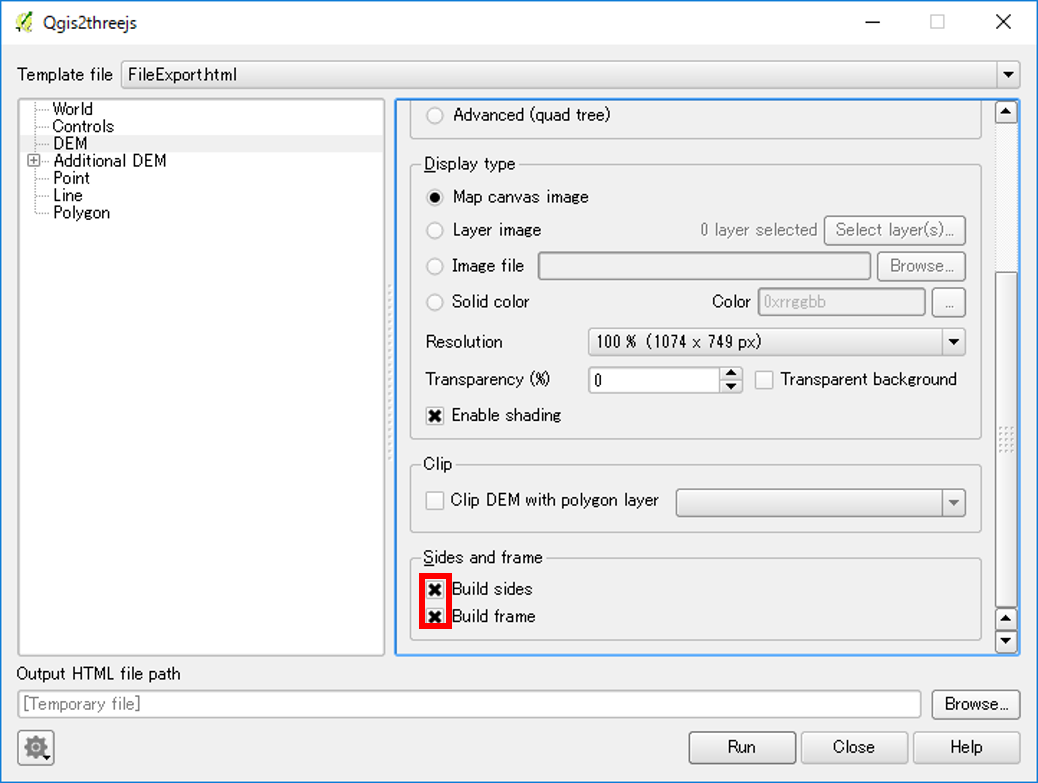 Qgis2threejs
Template file FileExport.html
World
Controls
DEM
Additional DEM
Point
Line
Polygon
Advanced (quad tree)
Display type
Map canvas image
Layer image 0 layer selected Select layer(s)...
Image file Browse...
Solid color Color 0xrrggbb ...
Resolution 100 % (1074 x 749 px)
Transparency (%) 0 Transparent background
Enable shading
Clip
Clip DEM with polygon layer
Sides and frame
Build sides
Build frame
Output HTML file path
[Temporary file] Browse...
Run Close Help